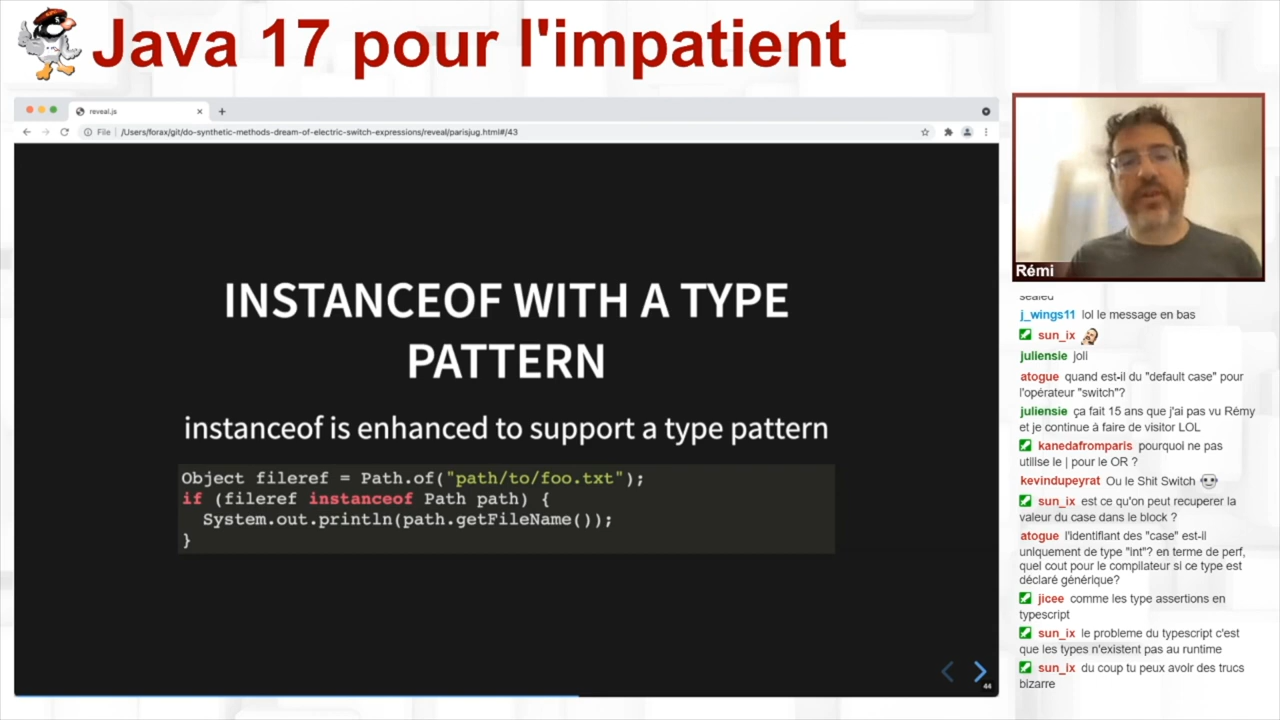 Java 17 pour l'impatient
reveal.js
File /Users/forax/git/do-synthetic-methods-dream-of-electric-switch-expressions/reveal/parisjug.html#/43
INSTANCEOF WITH A TYPE
PATTERN
instanceof is enhanced to support a type pattern
Object fileref = Path.of("path/to/foo.txt");
if (fileref instanceof Path path) {
System.out.println(path.getFileName());
}
44
Rémi
sealed
j_wings11 lol le message en bas
sun_ix
juliensie joli
atogue quand est-il du "default case" pour
l'opérateur "switch"?
juliensie ça fait 15 ans que j'ai pas vu Rémy
et je continue à faire de visitor LOL
kanedafromparis pourquoi ne pas
utilise le | pour le OR ?
kevindupeyrat Ou le Shit Switch
sun_ix est ce qu'on peut recuperer la
valeur du case dans le block ?
atogue l'identifiant des "case" est-il
uniquement de type "int"? en terme de perf,
quel cout pour le compilateur si ce type est
déclaré générique?
jicee comme les type assertions en
typescript
sun_ix le probleme du typescript c'est
que les types n'existent pas au runtime
sun_ix du coup tu peux avoir des trucs
bizarre